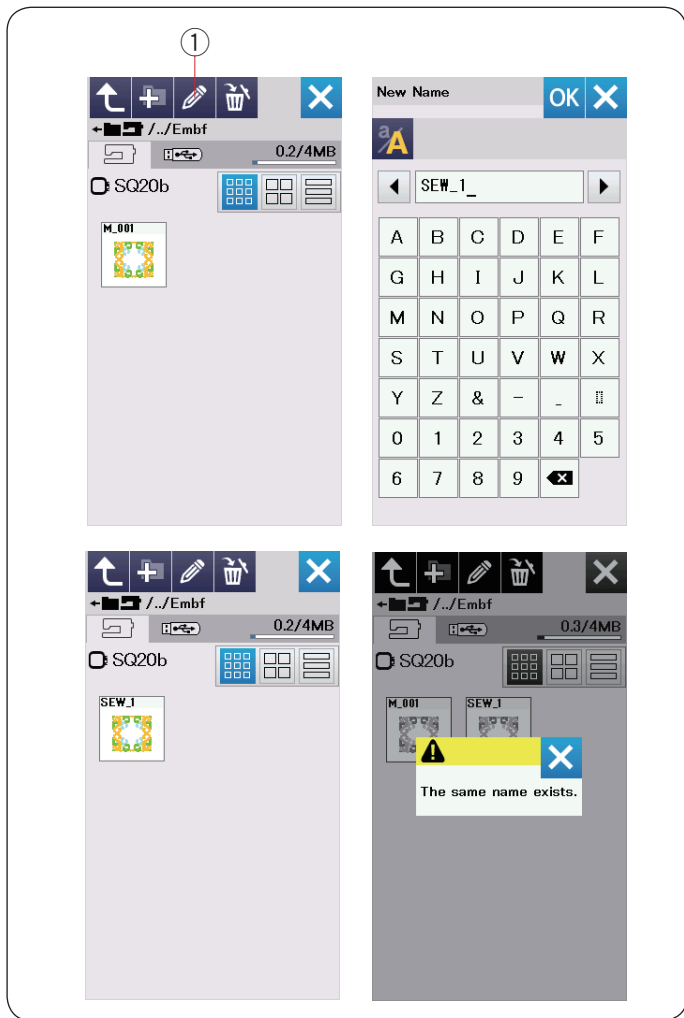 ①
/../Embf
0.2/4MB
SQ20b
M_001
New Name
OK
a/A
SEW_1_
A B C D E F
G H I J K L
M N O P Q R
S T U V W X
Y Z & - _
0 1 2 3 4 5
6 7 8 9
/../Embf
0.2/4MB
SQ20b
SEW_1
/../Embf
0.3/4MB
SQ20b
M_001 SEW_1
The same name exists.